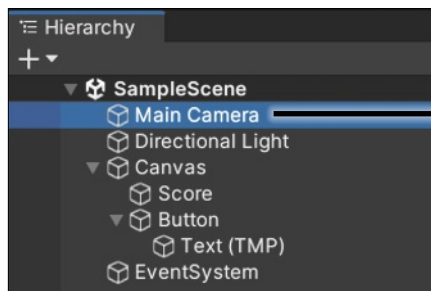 Hierarchy
SampleScene
Main Camera
Directional Light
Canvas
Score
Button
Text (TMP)
EventSystem